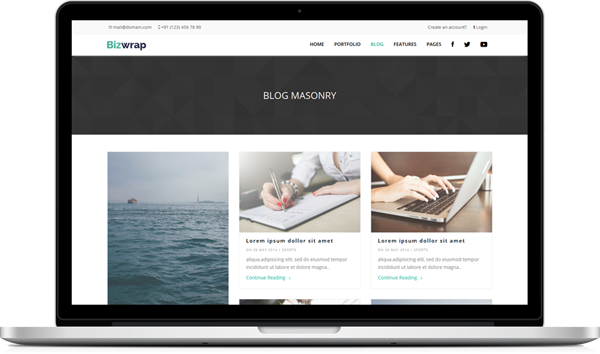 mail@domain.com +91 (123) 456 78 90 Create an account? Login
Bizwrap HOME PORTFOLIO BLOG FEATURES PAGES
BLOG MASONRY
Lorem ipsum dollor sit amet
ON 28 MAY 2016 | SPORTS
aliqua.adipiscing elit, sed do eiusmod tempor
incididunt ut labore et dolore magna..
Continue Reading
Lorem ipsum dollor sit amet
ON 28 MAY 2016 | SPORTS
aliqua.adipiscing elit, sed do eiusmod tempor
incididunt ut labore et dolore magna..
Continue Reading